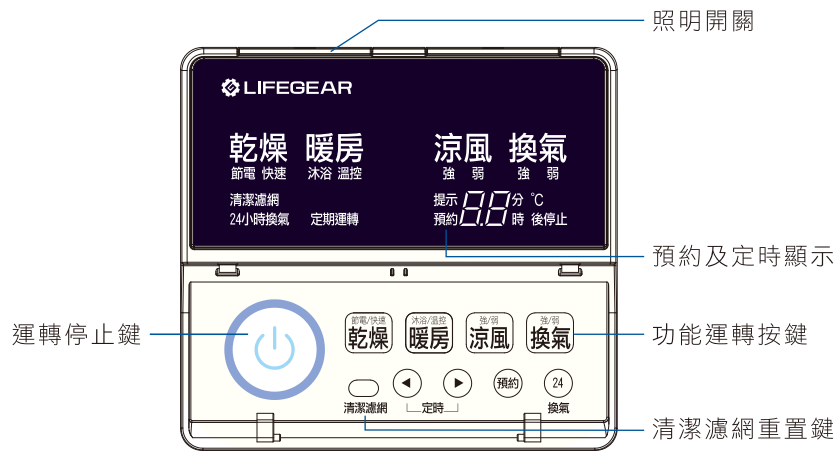 照明開關
LIFEGEAR
乾燥 暖房 涼風 換氣
節電 快速 沐浴 溫控 強 弱 強 弱
清潔濾網 提示 8.8 分 °C
24小時換氣 定期運轉 預約 時 後停止
預約及定時顯示
運轉停止鍵
節電/快速 沐浴/溫控 強/弱 強/弱
乾燥 暖房 涼風 換氣
功能運轉按鍵
預約 24
清潔濾網 定時 換氣
清潔濾網重置鍵